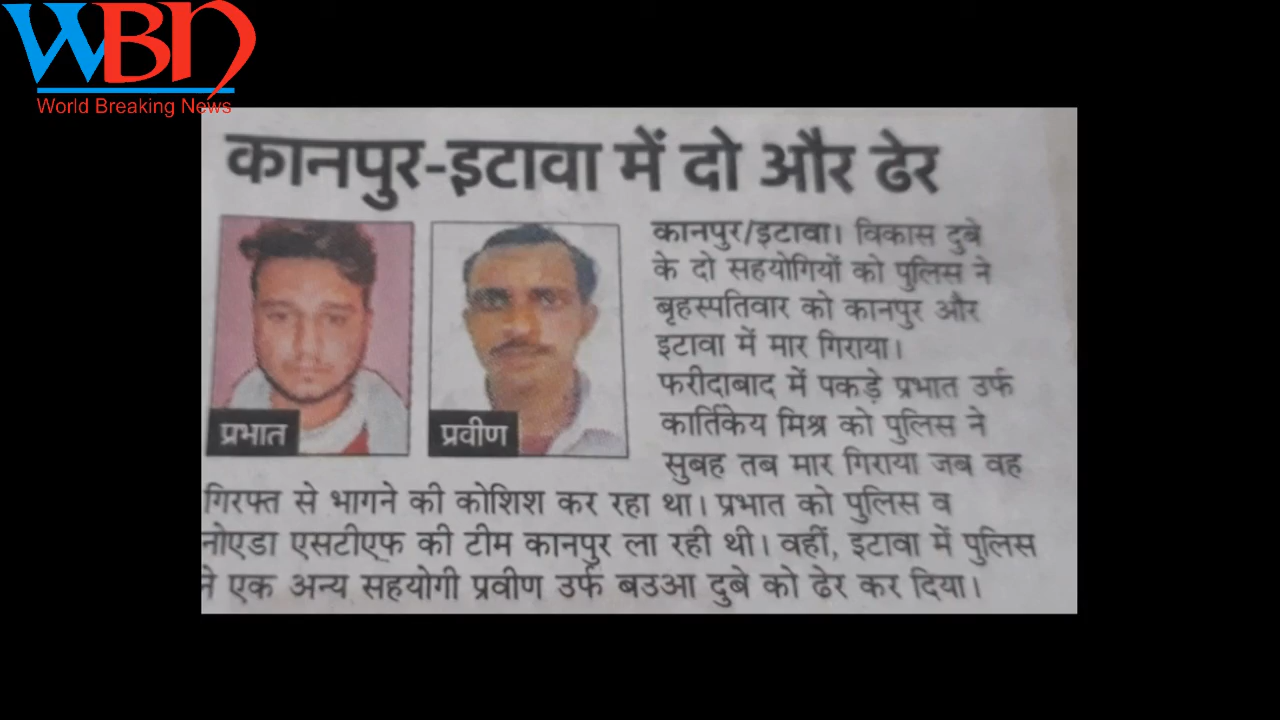 WBN
World Breaking News
कानपुर-इटावा में दो और ढेर
प्रभात
प्रवीण
कानपुर/इटावा। विकास दुबे
के दो सहयोगियों को पुलिस ने
बृहस्पतिवार को कानपुर और
इटावा में मार गिराया।
फरीदाबाद में पकड़े प्रभात उर्फ
कार्तिकेय मिश्र को पुलिस ने
सुबह तब मार गिराया जब वह
गिरफ्त से भागने की कोशिश कर रहा था। प्रभात को पुलिस व
नोएडा एसटीएफ की टीम कानपुर ला रही थी। वहीं, इटावा में पुलिस
ने एक अन्य सहयोगी प्रवीण उर्फ बउआ दुबे को ढेर कर दिया।